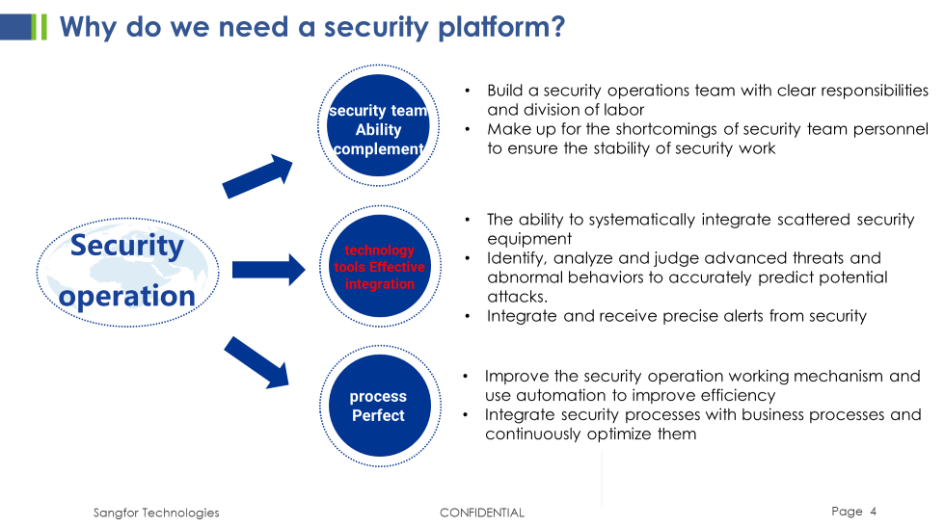 Why do we need a security platform?
security team
Ability
complement
• Build a security operations team with clear responsibilities
and division of labor
• Make up for the shortcomings of security team personnel
to ensure the stability of security work
Security
operation
technology
tools Effective
integration
• The ability to systematically integrate scattered security
equipment
• Identify, analyze and judge advanced threats and
abnormal behaviors to accurately predict potential
attacks.
• Integrate and receive precise alerts from security
process
Perfect
• Improve the security operation working mechanism and
use automation to improve efficiency
• Integrate security processes with business processes and
continuously optimize them
Sangfor Technologies
CONFIDENTIAL
Page 4